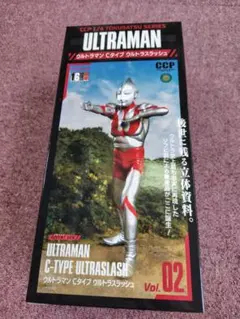 CCP 1/6 TOKUSATSU SERIES
ULTRAMAN
ウルトラマン Cタイプ ウルトラスラッシュ
CCP
後世に残る立体資料。
ULTRAMAN
C-TYPE ULTRASLASH
ウルトラマン Cタイプ ウルトラスラッシュ
Vol. 02